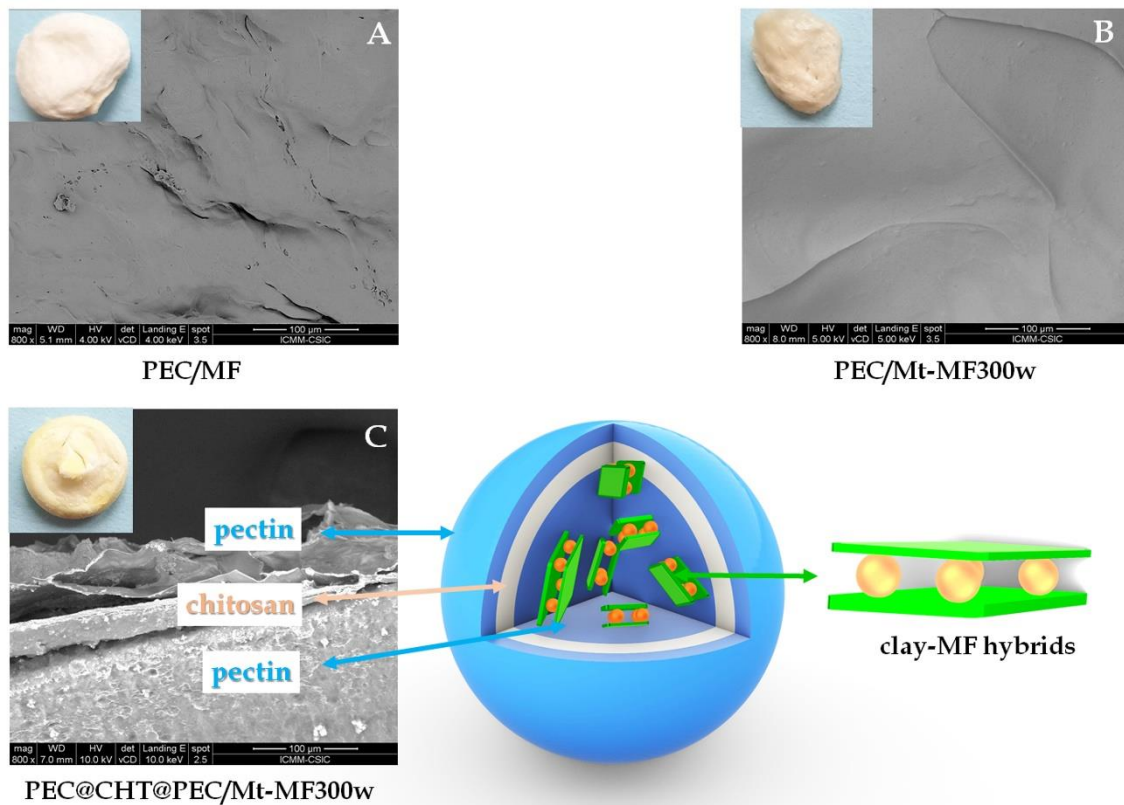 A
mag WD HV det Landing E spot 100 µm
800 x 5.1 mm 4.00 kV vCD 4.00 keV 3.5 ICMM-CSIC
PEC/MF
B
mag WD HV det Landing E spot 100 µm
800 x 8.0 mm 5.00 kV vCD 5.00 keV 3.5 ICMM-CSIC
PEC/Mt-MF300w
C
pectin
chitosan
pectin
clay-MF hybrids
mag WD HV det Landing E spot 100 µm
800 x 7.0 mm 10.0 kV vCD 10.0 keV 2.5 ICMM-CSIC
PEC@CHT@PEC/Mt-MF300w